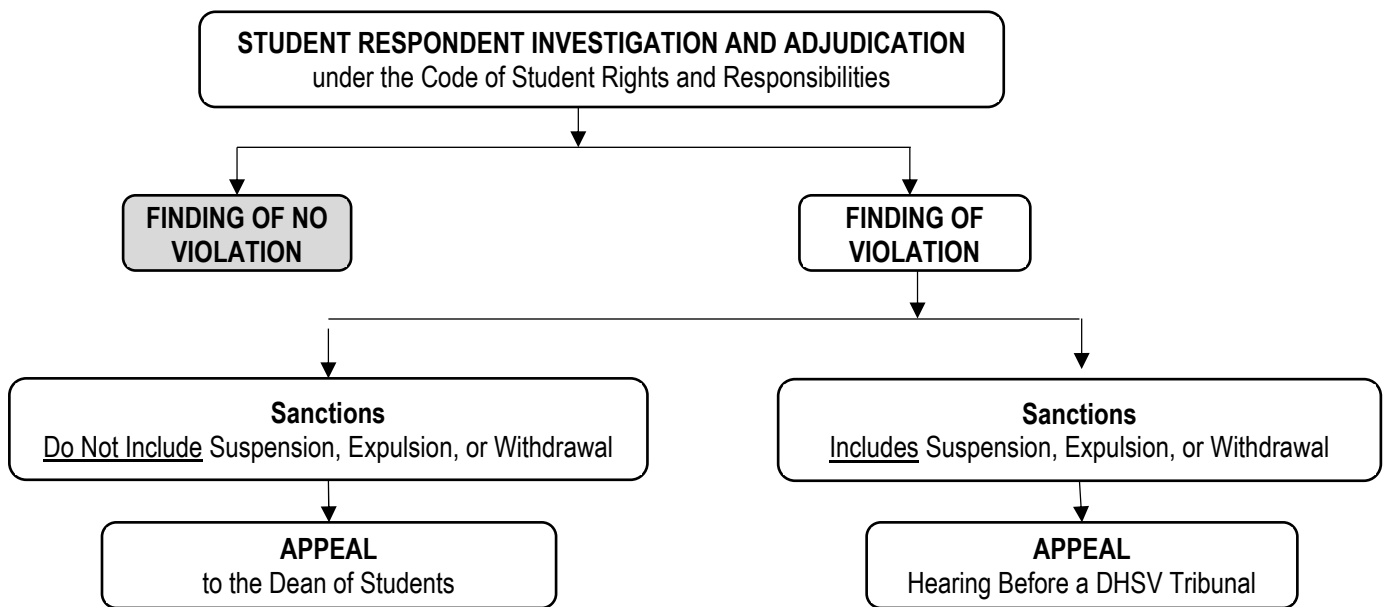 STUDENT RESPONDENT INVESTIGATION AND ADJUDICATION
under the Code of Student Rights and Responsibilities
FINDING OF NO
VIOLATION
FINDING OF
VIOLATION
Sanctions
Do Not Include Suspension, Expulsion, or Withdrawal
Sanctions
Includes Suspension, Expulsion, or Withdrawal
APPEAL
to the Dean of Students
APPEAL
Hearing Before a DHSV Tribunal